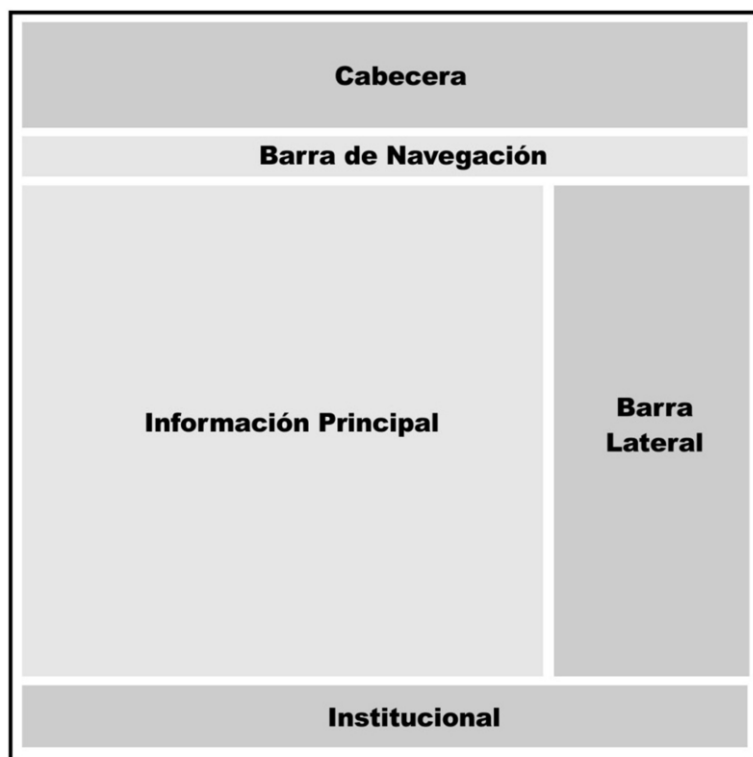 Cabecera
Barra de Navegación
Información Principal
Barra
Lateral
Institucional